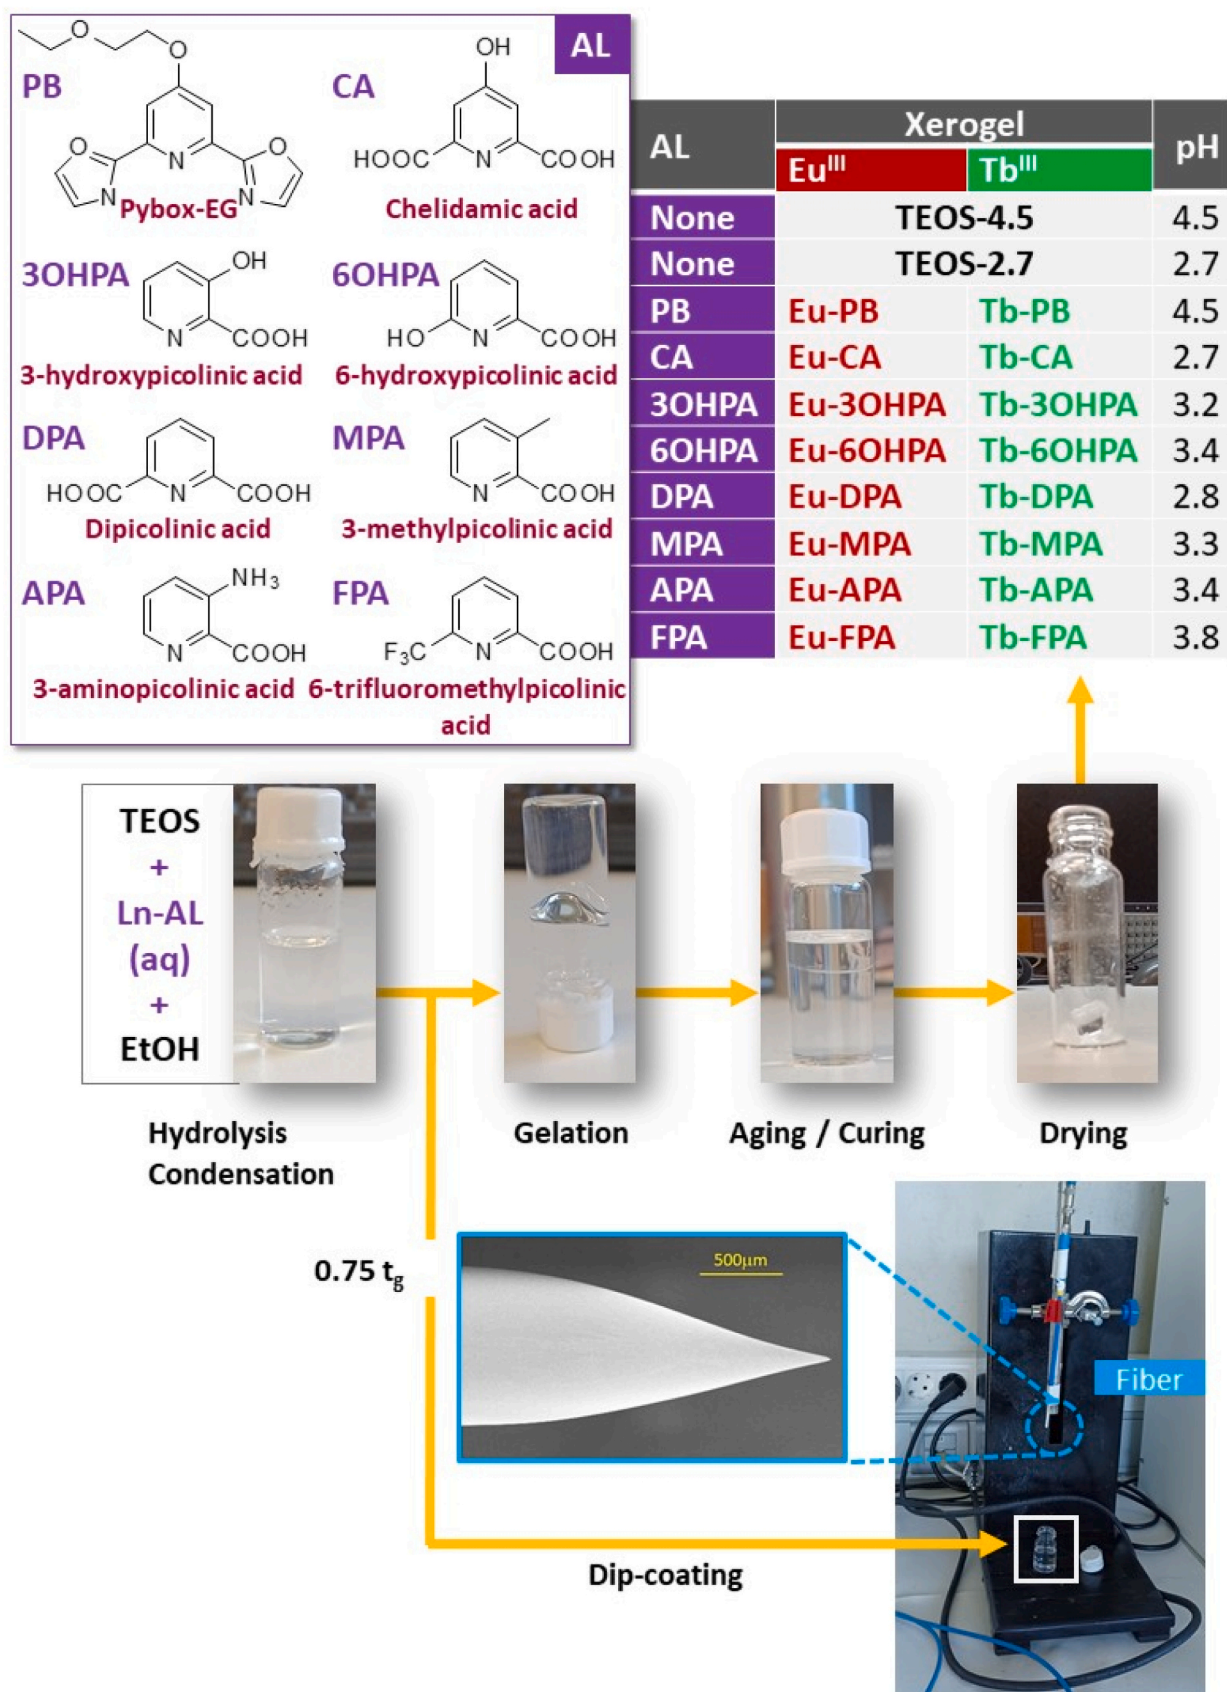 AL
PB
O
O
N
O
N
O
N
Pybox-EG
CA
OH
HOOC N COOH
Chelidamic acid
3OHPA
OH
N COOH
3-hydroxypicolinic acid
6OHPA
HO N COOH
6-hydroxypicolinic acid
DPA
HOOC N COOH
Dipicolinic acid
MPA
N COOH
3-methylpicolinic acid
APA
NH3
N COOH
3-aminopicolinic acid
FPA
F3C N COOH
6-trifluoromethylpicolinic
acid
AL Xerogel pH
EuIII TbIII
None TEOS-4.5 4.5
None TEOS-2.7 2.7
PB Eu-PB Tb-PB 4.5
CA Eu-CA Tb-CA 2.7
3OHPA Eu-3OHPA Tb-3OHPA 3.2
6OHPA Eu-6OHPA Tb-6OHPA 3.4
DPA Eu-DPA Tb-DPA 2.8
MPA Eu-MPA Tb-MPA 3.3
APA Eu-APA Tb-APA 3.4
FPA Eu-FPA Tb-FPA 3.8
TEOS
+
Ln-AL
(aq)
+
EtOH
Hydrolysis
Condensation
Gelation
Aging / Curing
Drying
0.75 tg
500µm
Fiber
Dip-coating